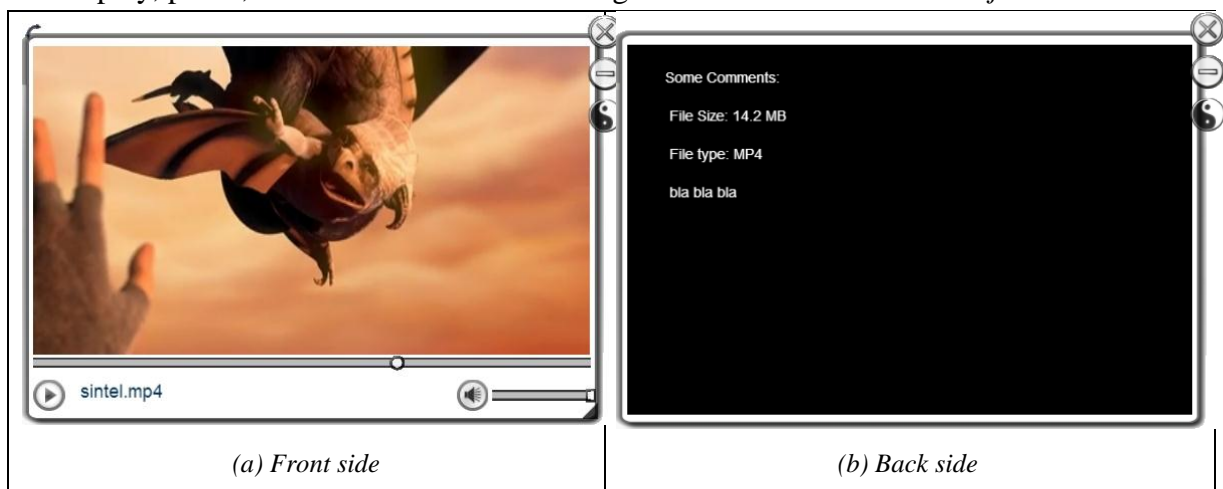 Some Comments:
File Size: 14.2 MB
File type: MP4
bla bla bla
sintel.mp4
(a) Front side
(b) Back side